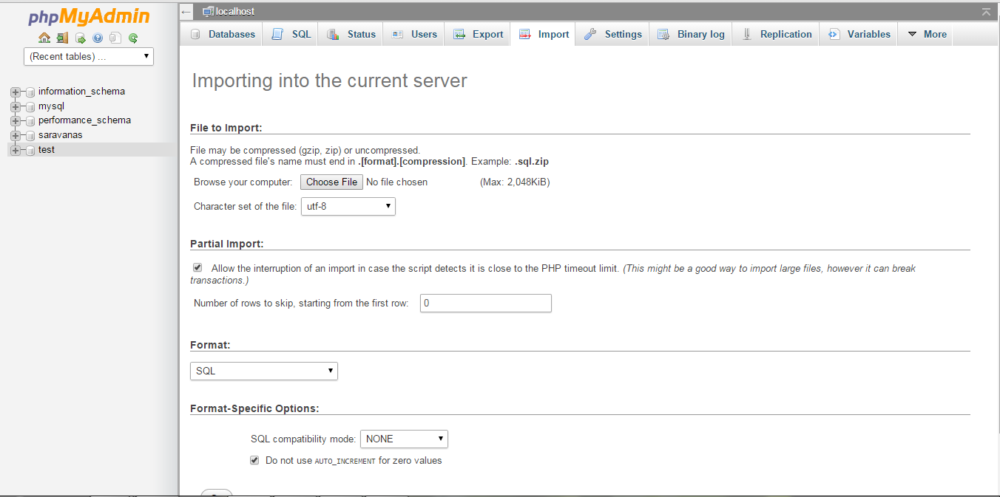 phpMyAdmin
(Recent tables) ...
information_schema
mysql
performance_schema
saravanas
test
localhost
Databases SQL Status Users Export Import Settings Binary log Replication Variables More
Importing into the current server
File to Import:
File may be compressed (gzip, zip) or uncompressed.
A compressed file's name must end in .[format].[compression]. Example: .sql.zip
Browse your computer: Choose File No file chosen (Max: 2,048KiB)
Character set of the file: utf-8
Partial Import:
Allow the interruption of an import in case the script detects it is close to the PHP timeout limit. (This might be a good way to import large files, however it can break
transactions.)
Number of rows to skip, starting from the first row: 0
Format:
SQL
Format-Specific Options:
SQL compatibility mode: NONE
Do not use AUTO_INCREMENT for zero values